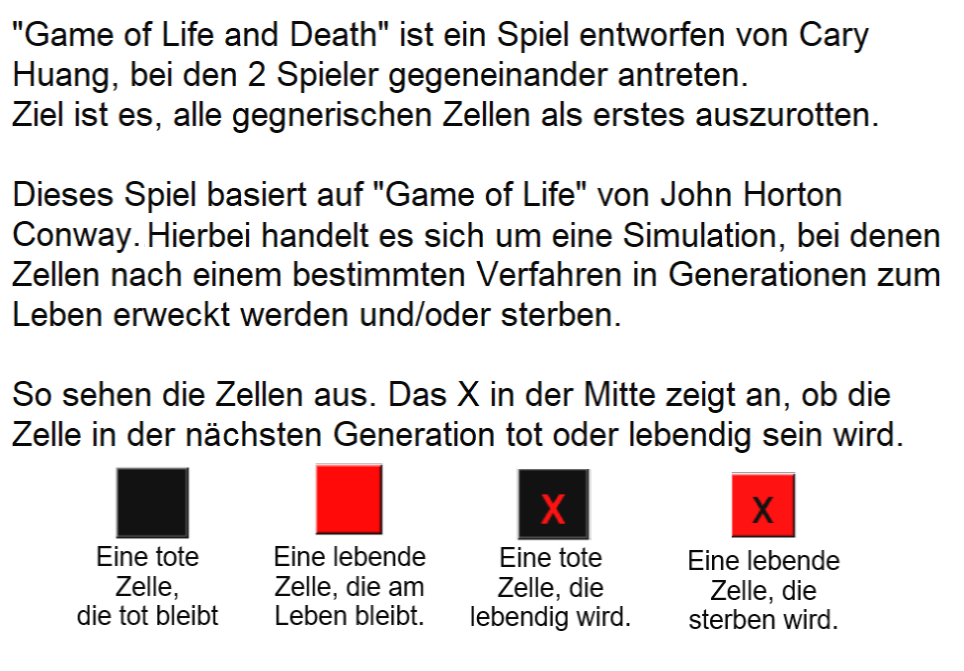 "Game of Life and Death" ist ein Spiel entworfen von Cary
Huang, bei den 2 Spieler gegeneinander antreten.
Ziel ist es, alle gegnerischen Zellen als erstes auszurotten.
Dieses Spiel basiert auf "Game of Life" von John Horton
Conway. Hierbei handelt es sich um eine Simulation, bei denen
Zellen nach einem bestimmten Verfahren in Generationen zum
Leben erweckt werden und/oder sterben.
So sehen die Zellen aus. Das X in der Mitte zeigt an, ob die
Zelle in der nächsten Generation tot oder lebendig sein wird.
X
X
Eine tote
Zelle,
die tot bleibt
Eine lebende
Zelle, die am
Leben bleibt.
Eine tote
Zelle, die
lebendig wird.
Eine lebende
Zelle, die
sterben wird.